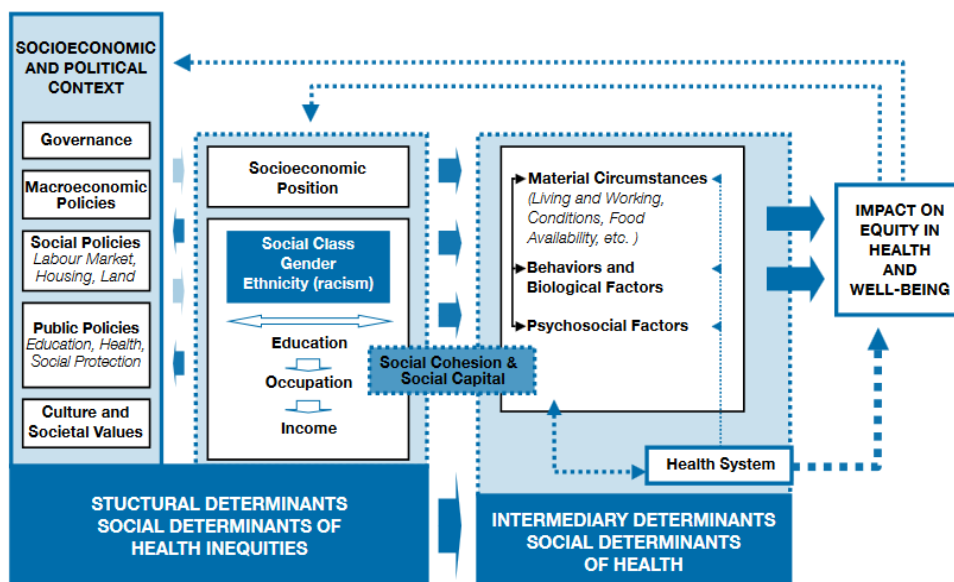 SOCIOECONOMIC
AND POLITICAL
CONTEXT
Governance
Macroeconomic
Policies
Social Policies
Labour Market,
Housing, Land
Public Policies
Education, Health,
Social Protection
Culture and
Societal Values
Socioeconomic
Position
Social Class
Gender
Ethnicity (racism)
Education
Occupation
Income
Social Cohesion &
Social Capital
Material Circumstances
(Living and Working,
Conditions, Food
Availability, etc. )
Behaviors and
Biological Factors
Psychosocial Factors
Health System
IMPACT ON
EQUITY IN
HEALTH
AND
WELL-BEING
STUCTURAL DETERMINANTS
SOCIAL DETERMINANTS OF
HEALTH INEQUITIES
INTERMEDIARY DETERMINANTS
SOCIAL DETERMINANTS
OF HEALTH